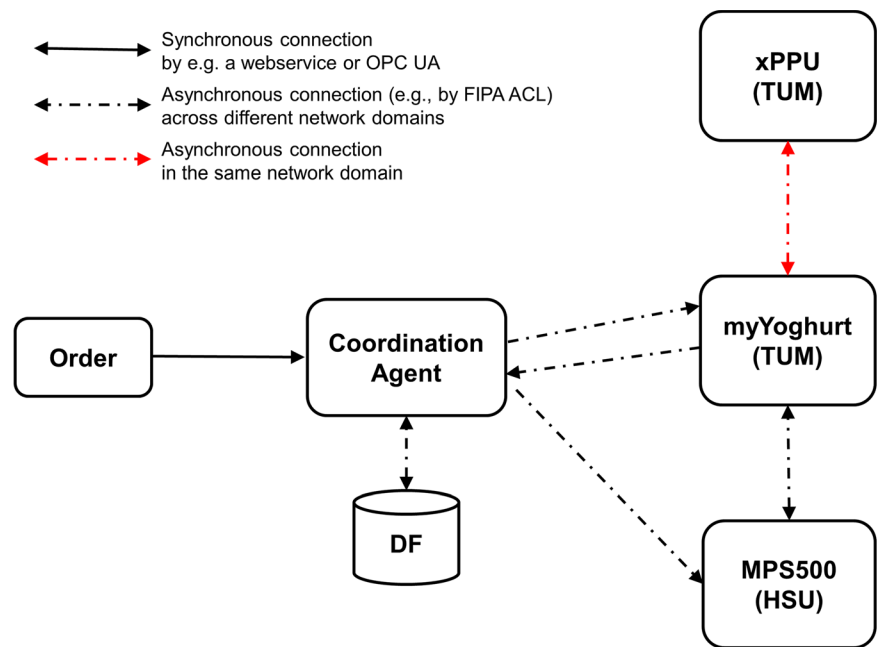 Synchronous connection
by e.g. a webservice or OPC UA
Asynchronous connection (e.g., by FIPA ACL)
across different network domains
Asynchronous connection
in the same network domain
xPPU
(TUM)
Order
Coordination
Agent
myYoghurt
(TUM)
DF
MPS500
(HSU)